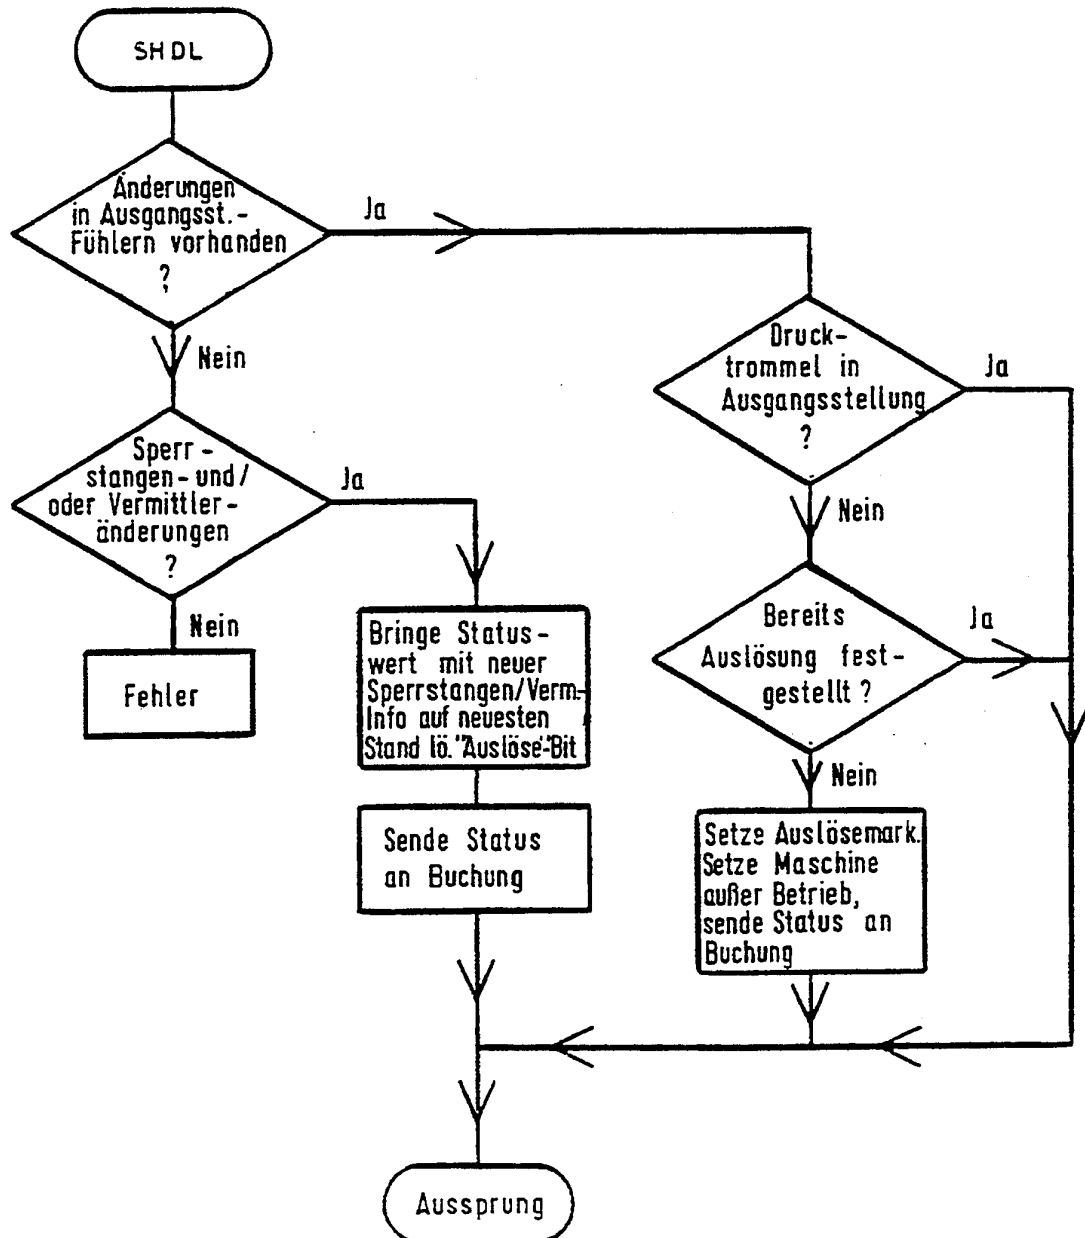 SHDL
Änderungen
in Ausgangsst.-
Fühlern vorhanden
?
Ja
Nein
Druck-
trommel in
Ausgangsstellung
?
Ja
Nein
Sperr-
stangen- und/
oder Vermittler-
änderungen
?
Ja
Nein
Fehler
Bereits
Auslösung fest-
gestellt?
Ja
Nein
Bringe Status-
wert mit neuer
Sperrstangen/Verm-
Info auf neuesten
Stand lö. "Auslöse"-Bit
Sende Status
an Buchung
Setze Auslösemark.
Setze Maschine
außer Betrieb,
sende Status an
Buchung
Aussprung